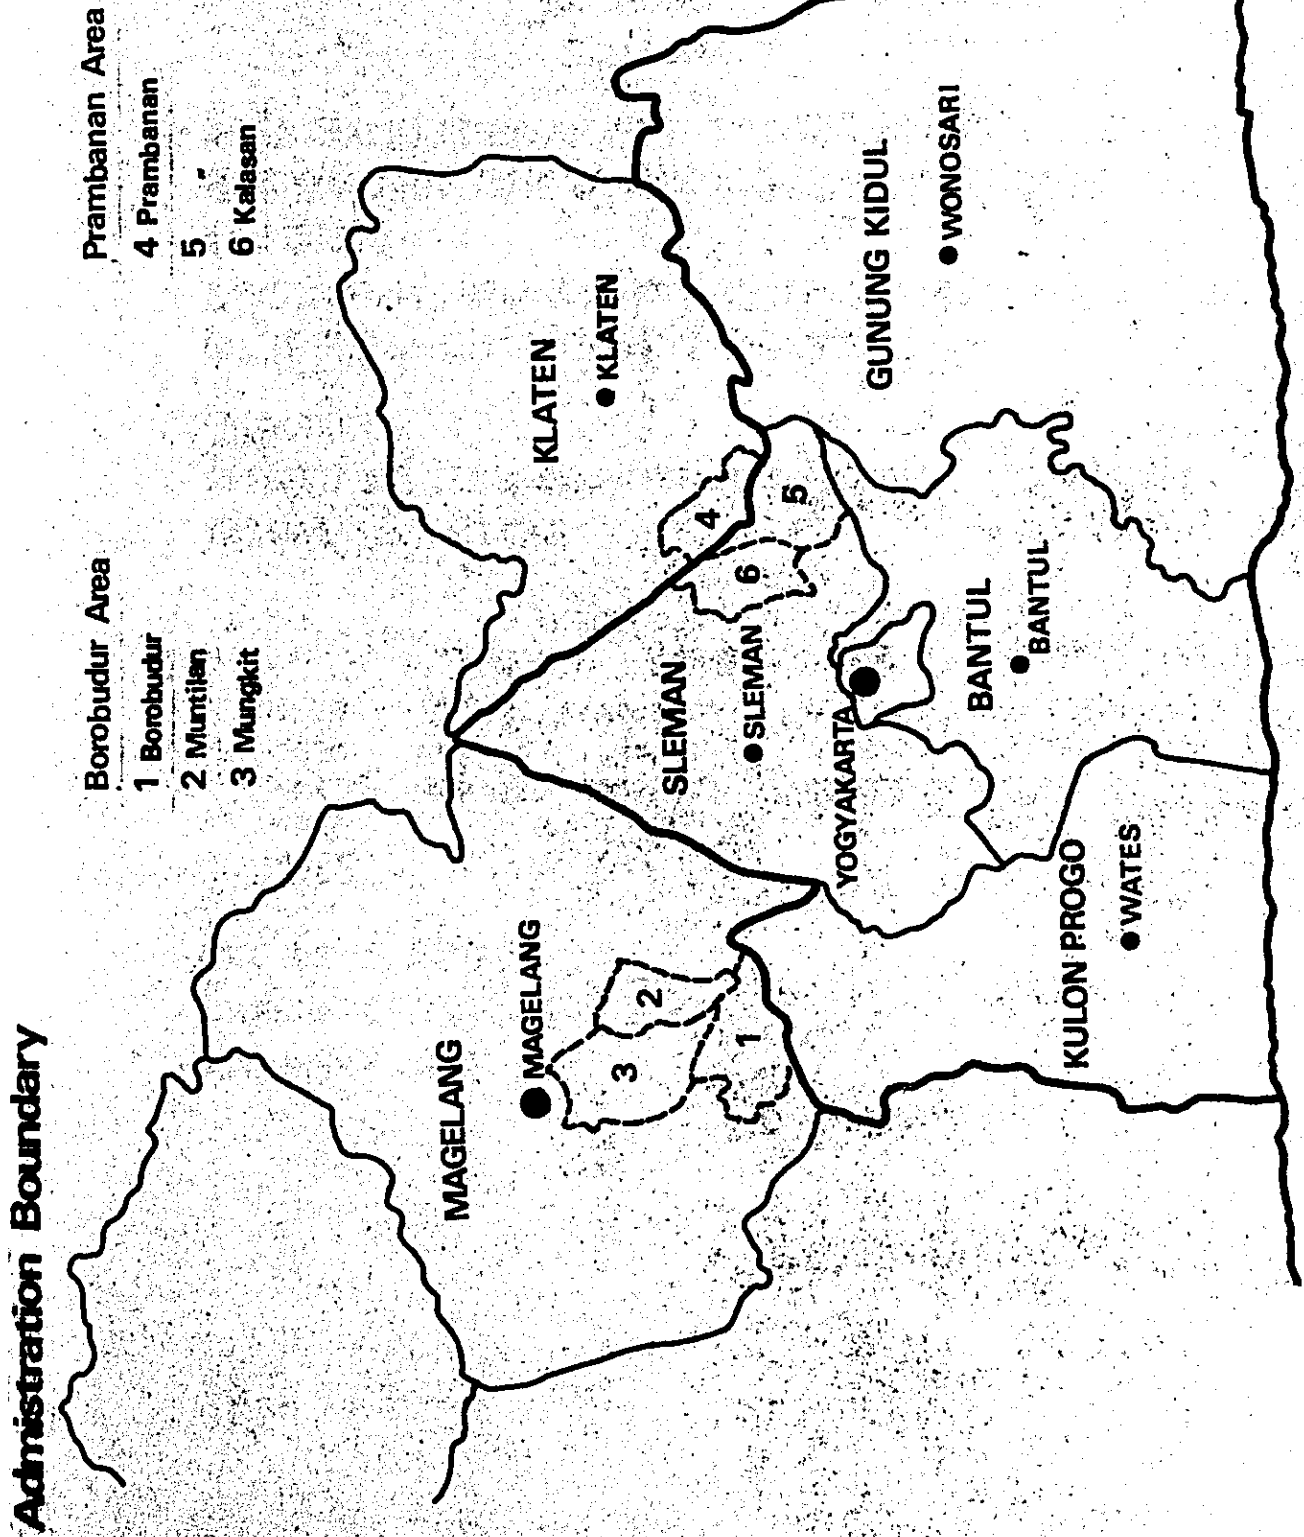 Admistration Boundary
Borobudur Area
1 Borobudur
2 Muntilan
3 Mungkit
Prambanan Area
4 Prambanan
5 "
6 Kalasan
MAGELANG
MAGELANG
3
2
1
SLEMAN
SLEMAN
KLATEN
KLATEN
4
5
6
YOGYAKARTA
BANTUL
BANTUL
GUNUNG KIDUL
WONOSARI
KULON PROGO
WATES